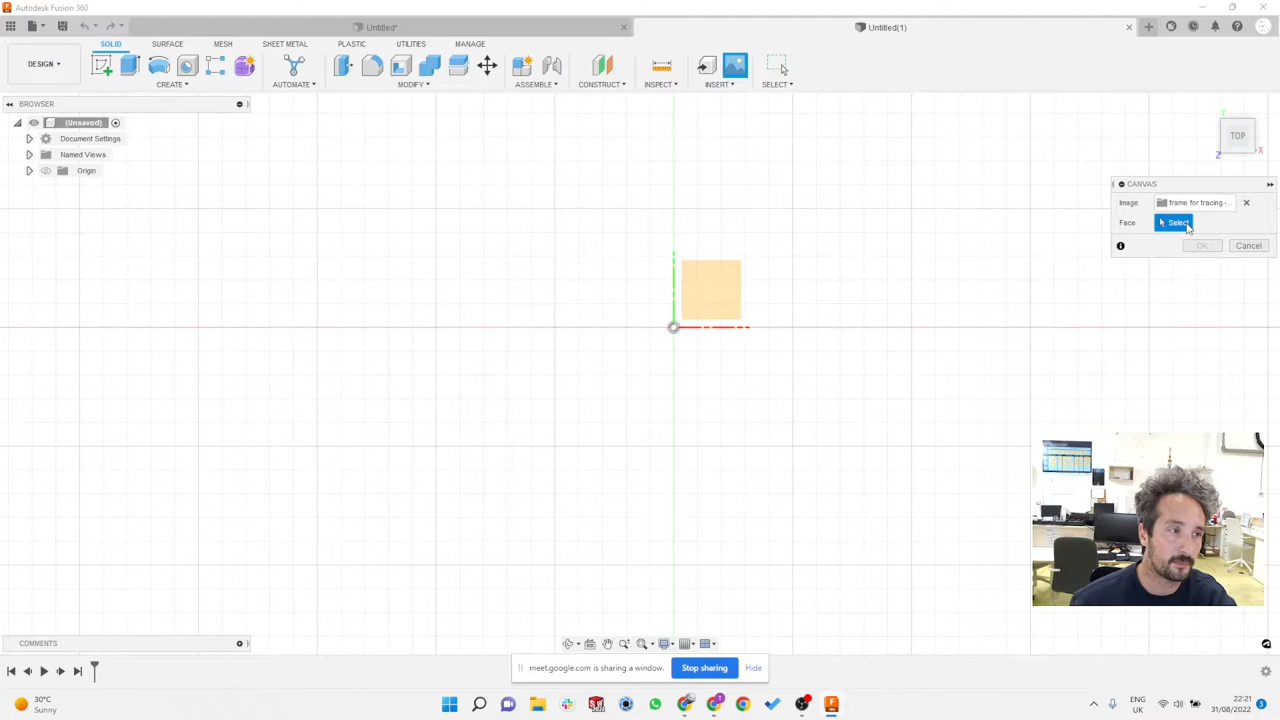 Autodesk Fusion 360
Untitled*
Untitled(1)
SOLID
SURFACE
MESH
SHEET METAL
PLASTIC
UTILITIES
MANAGE
DESIGN
CREATE
AUTOMATE
MODIFY
ASSEMBLE
CONSTRUCT
INSPECT
INSERT
SELECT
BROWSER
(Unsaved)
Document Settings
Named Views
Origin
Y
TOP
X
Z
CANVAS
Image frame for tracing -...
Face Select
OK Cancel
COMMENTS
meet.google.com is sharing a window. Stop sharing Hide
30°C
Sunny
ENG
UK
22:21
31/08/2022
3